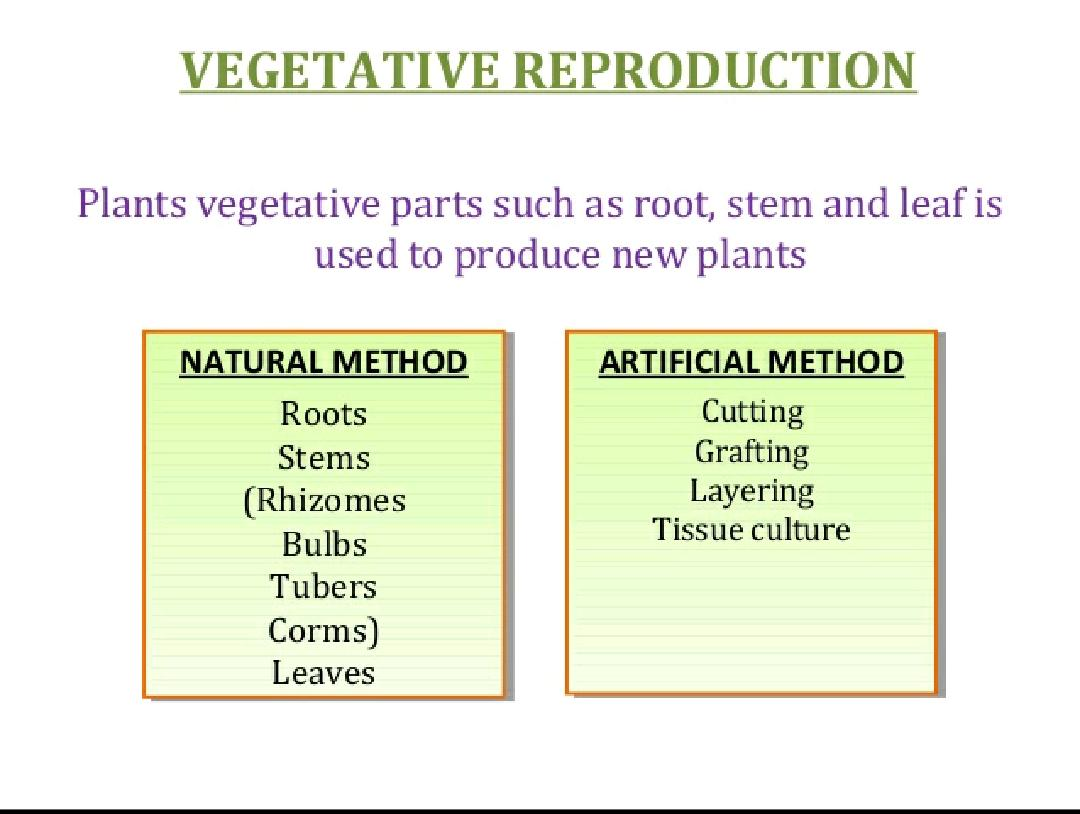 VEGETATIVE REPRODUCTION
Plants vegetative parts such as root, stem and leaf is
used to produce new plants
NATURAL METHOD
Roots
Stems
(Rhizomes
Bulbs
Tubers
Corms)
Leaves
ARTIFICIAL METHOD
Cutting
Grafting
Layering
Tissue culture